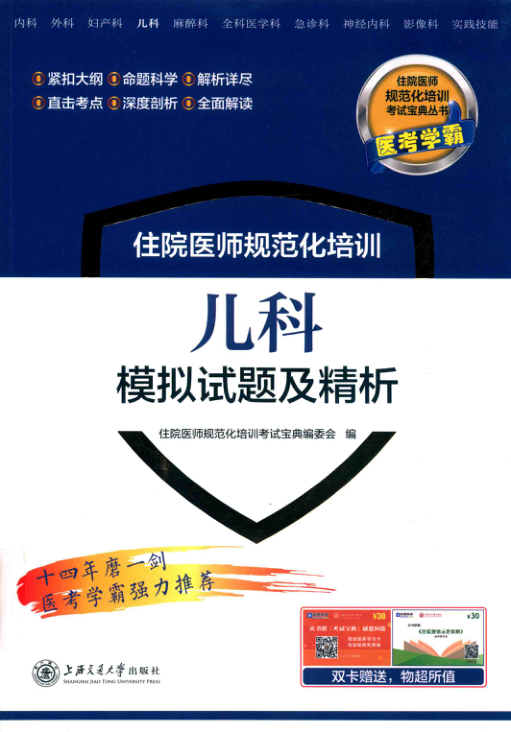 内科 外科 妇产科 儿科 麻醉科 全科医学科 急诊科 神经内科 影像科 实践技能
紧扣大纲 命题科学 解析详尽
直击考点 深度剖析 全面解读
住院医师
规范化培训
考试宝典丛书
医考学霸
住院医师规范化培训
儿科
模拟试题及精析
住院医师规范化培训考试宝典编委会 编
十四年磨一剑
医考学霸强力推荐
¥30
¥30
双卡赠送，物超所值
上海交通大学出版社
SHANGHAI JIAO TONG UNIVERSITY PRESS